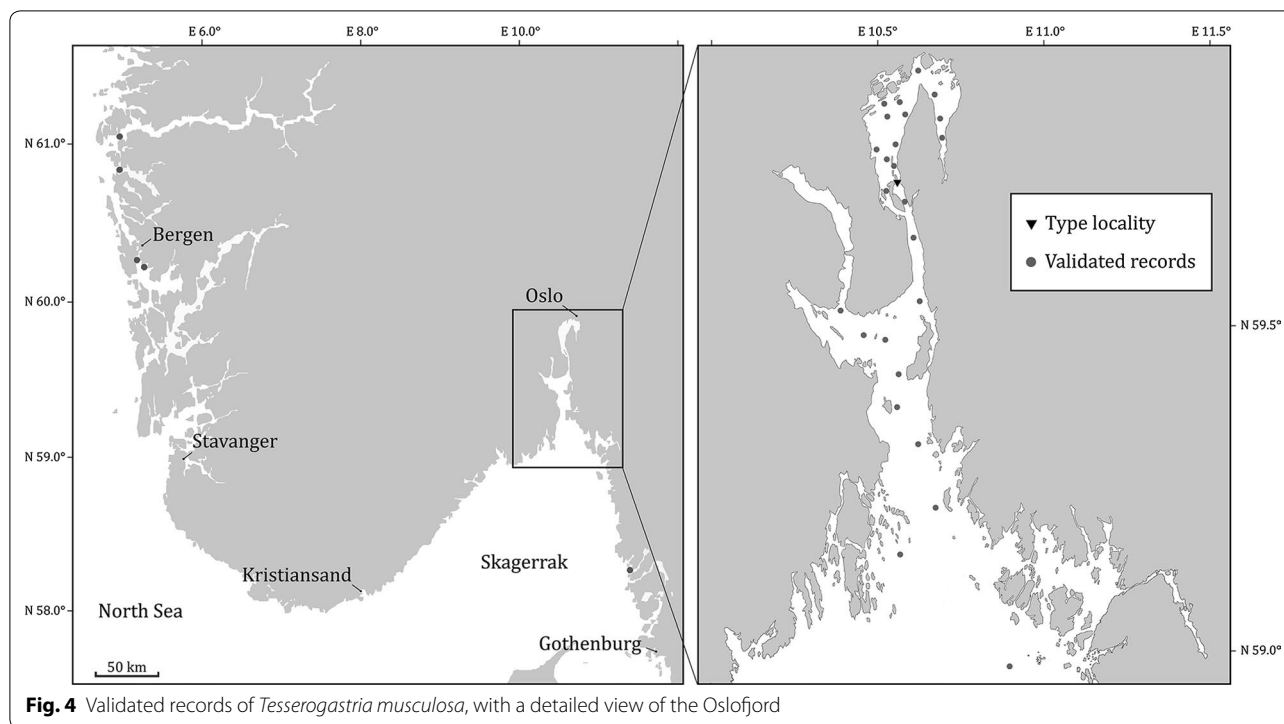 E 6.0°
E 8.0°
E 10.0°
E 10.5°
E 11.0°
E 11.5°
N 61.0°
Bergen
N 60.0°
Oslo
Stavanger
N 59.0°
Kristiansand
Skagerrak
N 58.0°
North Sea
Gothenburg
50 km
Type locality
Validated records
N 59.5°
N 59.0°
Fig. 4 Validated records of Tesserogastria musculosa, with a detailed view of the Oslofjord